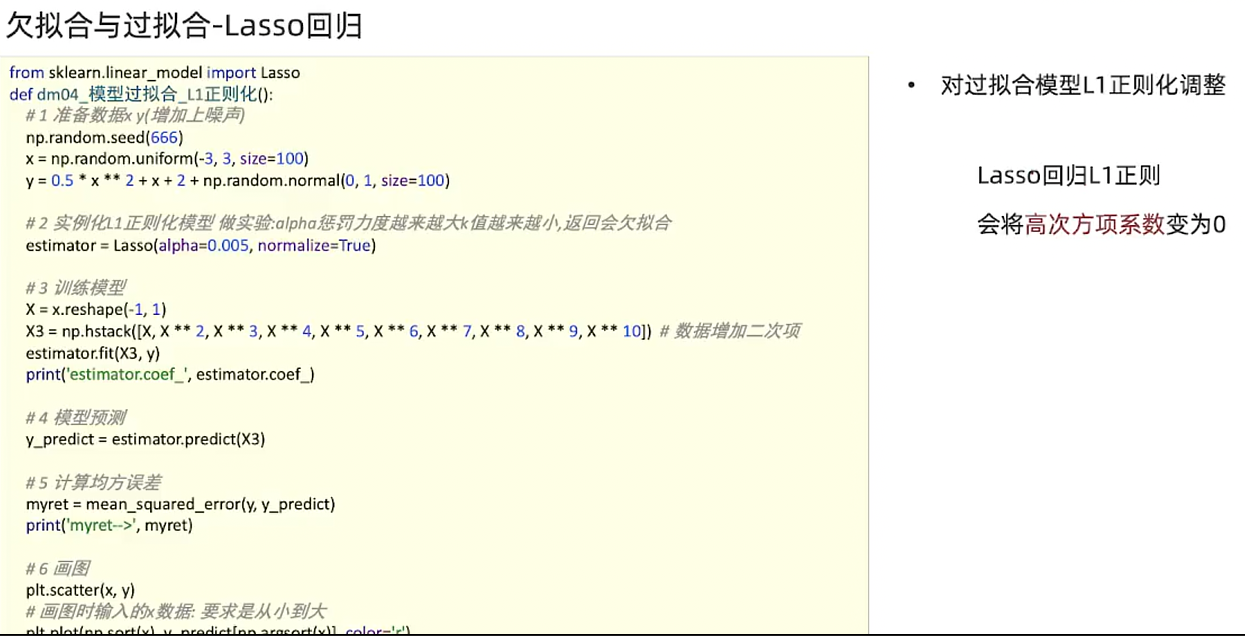 欠拟合与过拟合-Lasso回归
from sklearn.linear_model import Lasso
def dm04_模型过拟合_L1正则化():
# 1 准备数据x y(增加上噪声)
np.random.seed(666)
x = np.random.uniform(-3, 3, size=100)
y = 0.5 * x ** 2 + x + 2 + np.random.normal(0, 1, size=100)
# 2 实例化L1正则化模型 做实验:alpha惩罚力度越来越大k值越来越小,返回会欠拟合
estimator = Lasso(alpha=0.005, normalize=True)
# 3 训练模型
X = x.reshape(-1, 1)
X3 = np.hstack([X, X ** 2, X ** 3, X ** 4, X ** 5, X ** 6, X ** 7, X ** 8, X ** 9, X ** 10]) # 数据增加二次项
estimator.fit(X3, y)
print('estimator.coef_', estimator.coef_)
# 4 模型预测
y_predict = estimator.predict(X3)
# 5 计算均方误差
myret = mean_squared_error(y, y_predict)
print('myret-->', myret)
# 6 画图
plt.scatter(x, y)
# 画图时输入的x数据: 要求是从小到大
plt.plot(np.sort(x), y_predict[np.argsort(x)], color='r')
• 对过拟合模型L1正则化调整
Lasso回归L1正则
会将高次方项系数变为0